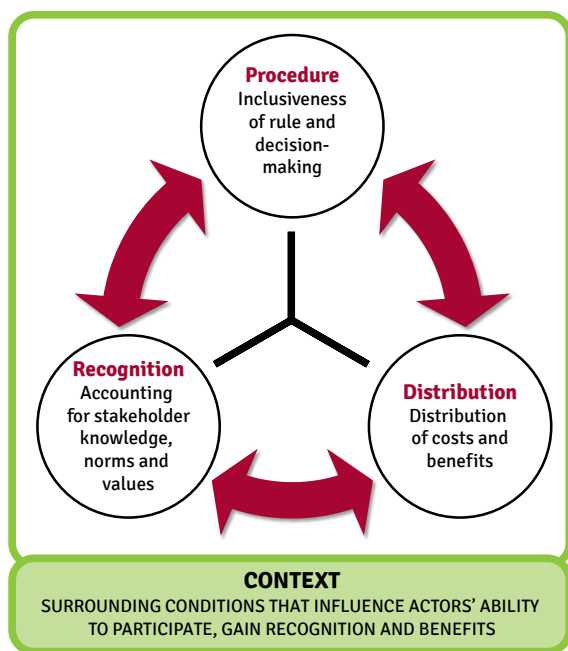 Procedure
Inclusiveness
of rule and
decision-
making
Recognition
Accounting
for stakeholder
knowledge,
norms and
values
Distribution
Distribution
of costs and
benefits
CONTEXT
SURROUNDING CONDITIONS THAT INFLUENCE ACTORS’ ABILITY
TO PARTICIPATE, GAIN RECOGNITION AND BENEFITS